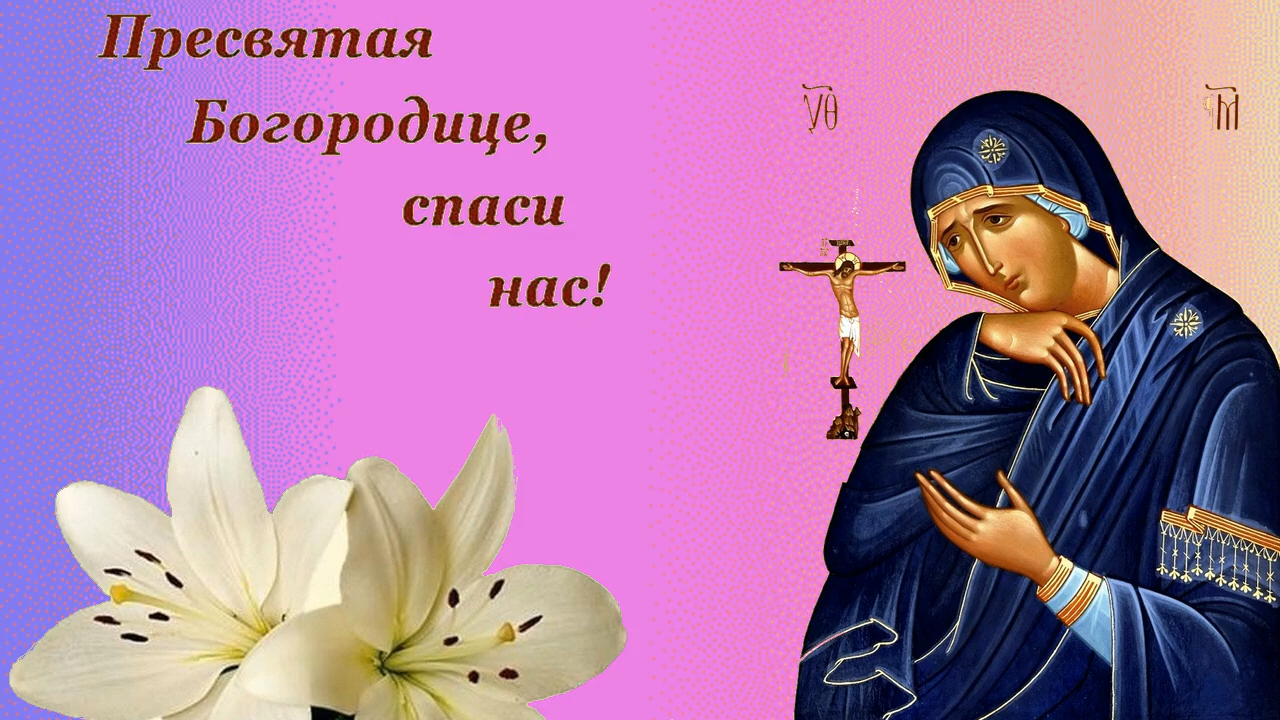 Пресвятая
Богородице,
спаси
нас!